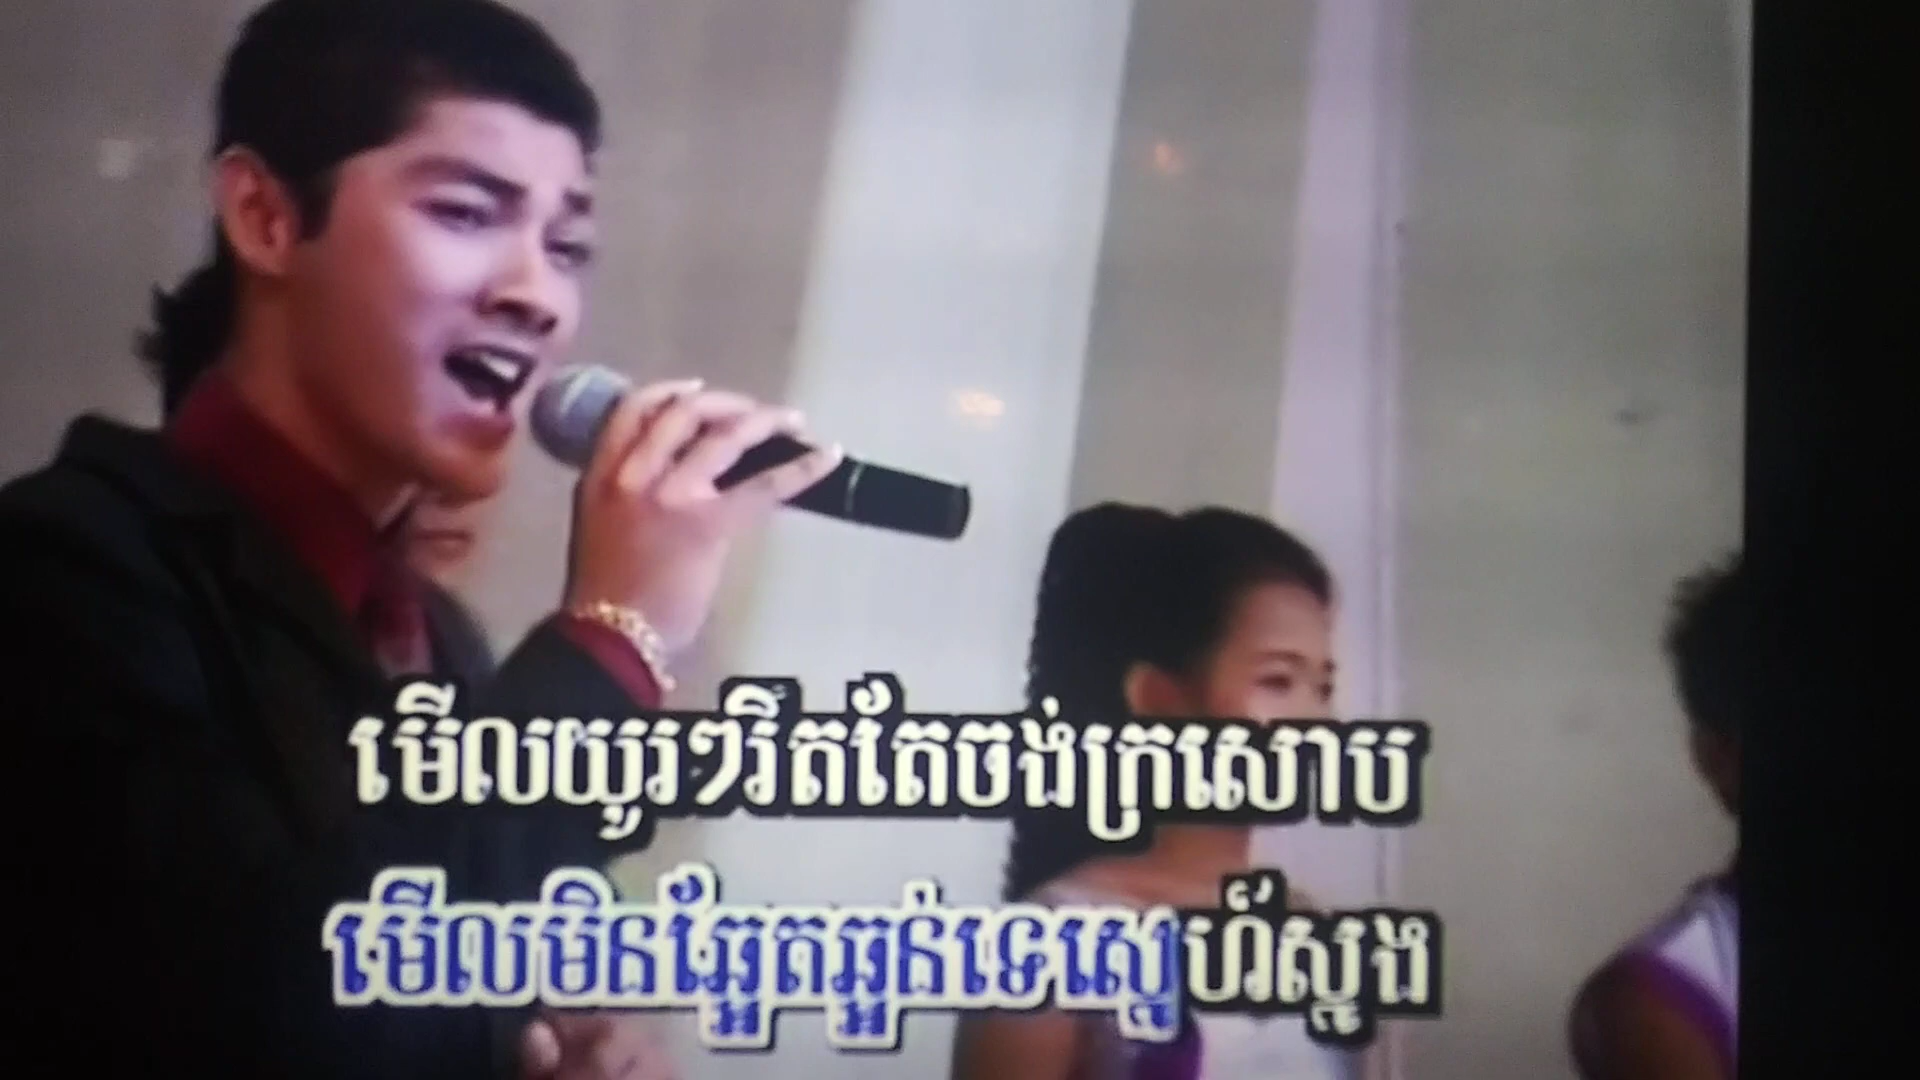 មើលយូរៗរឹតតែចង់ក្រសោប
មើលមិនឆ្អែតឆ្អន់ទេស្នេហ៍ស្នង